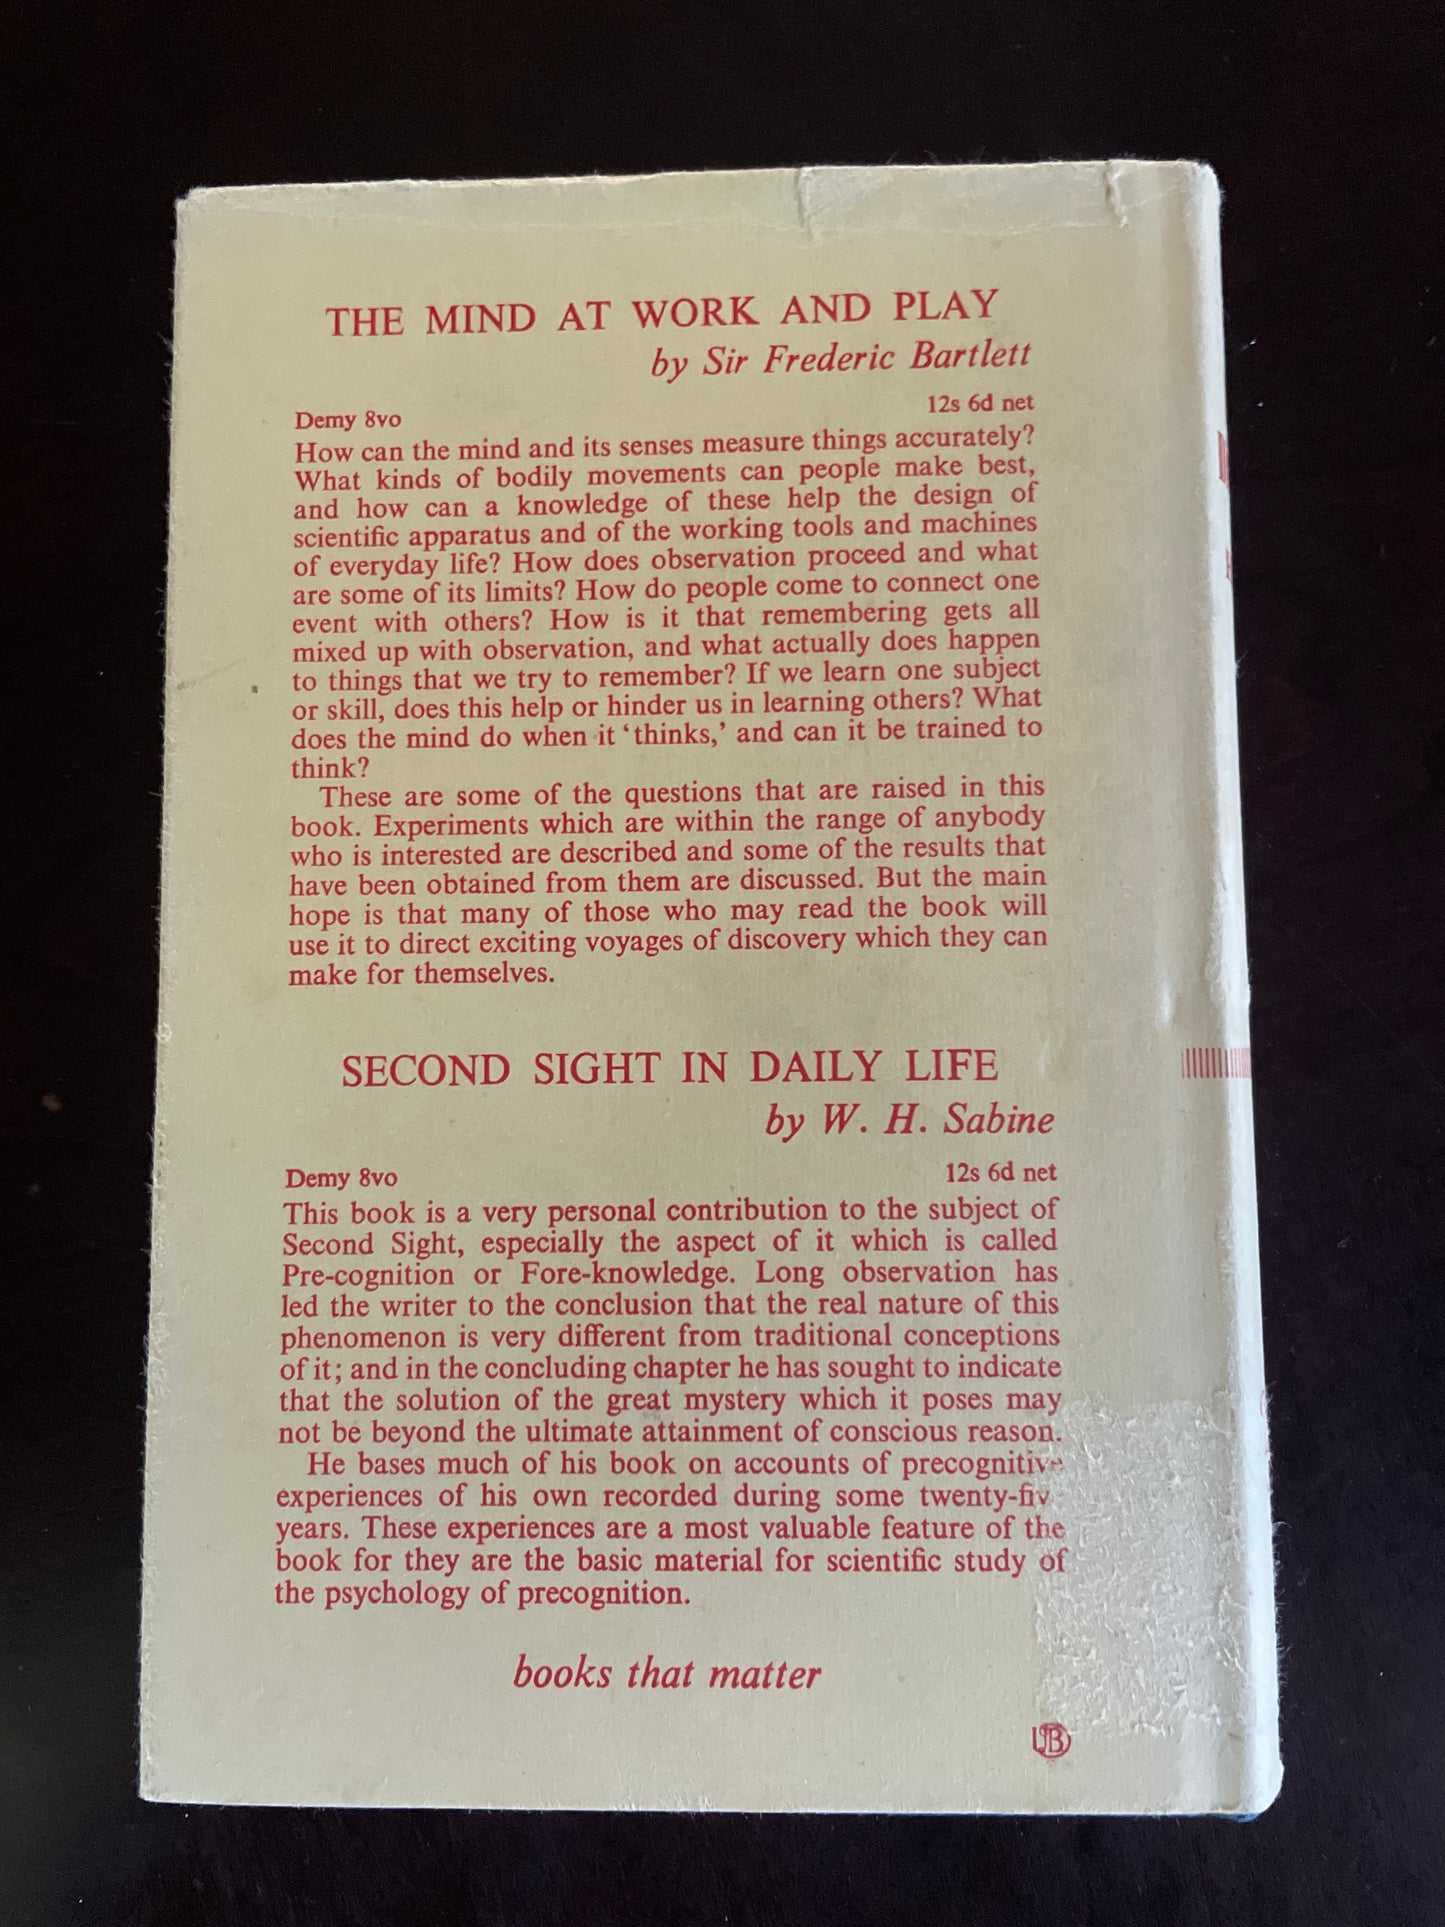 THE MIND AT WORK AND PLAY
by Sir Frederic Bartlett
Demy 8vo 12s 6d net
How can the mind and its senses measure things accurately?
What kinds of bodily movements can people make best,
and how can a knowledge of these help the design of
scientific apparatus and of the working tools and machines
of everyday life? How does observation proceed and what
are some of its limits? How do people come to connect one
event with others? How is it that remembering gets all
mixed up with observation, and what actually does happen
to things that we try to remember? If we learn one subject
or skill, does this help or hinder us in learning others? What
does the mind do when it ‘thinks,’ and can it be trained to
think?
These are some of the questions that are raised in this
book. Experiments which are within the range of anybody
who is interested are described and some of the results that
have been obtained from them are discussed. But the main
hope is that many of those who may read the book will
use it to direct exciting voyages of discovery which they can
make for themselves.
SECOND SIGHT IN DAILY LIFE
by W. H. Sabine
Demy 8vo 12s 6d net
This book is a very personal contribution to the subject of
Second Sight, especially the aspect of it which is called
Pre-cognition or Fore-knowledge. Long observation has
led the writer to the conclusion that the real nature of this
phenomenon is very different from traditional conceptions
of it; and in the concluding chapter he has sought to indicate
that the solution of the great mystery which it poses may
not be beyond the ultimate attainment of conscious reason.
He bases much of his book on accounts of precognitive
experiences of his own recorded during some twenty-fiv
years. These experiences are a most valuable feature of the
book for they are the basic material for scientific study of
the psychology of precognition.
books that matter